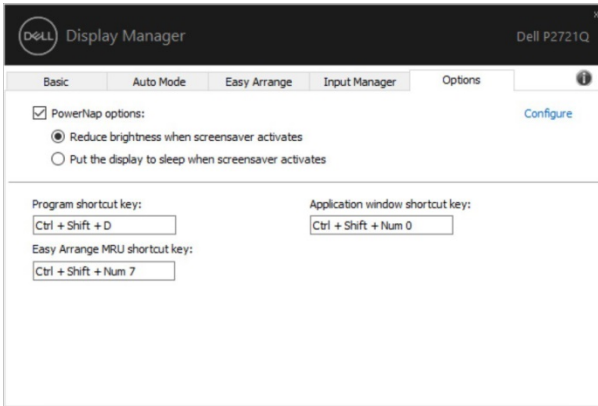 DELL Display Manager
Dell P2721Q
Basic
Auto Mode
Easy Arrange
Input Manager
Options
PowerNap options:
Configure
Reduce brightness when screensaver activates
Put the display to sleep when screensaver activates
Program shortcut key:
Application window shortcut key:
Ctrl + Shift + D
Ctrl + Shift + Num 0
Easy Arrange MRU shortcut key:
Ctrl + Shift + Num 7